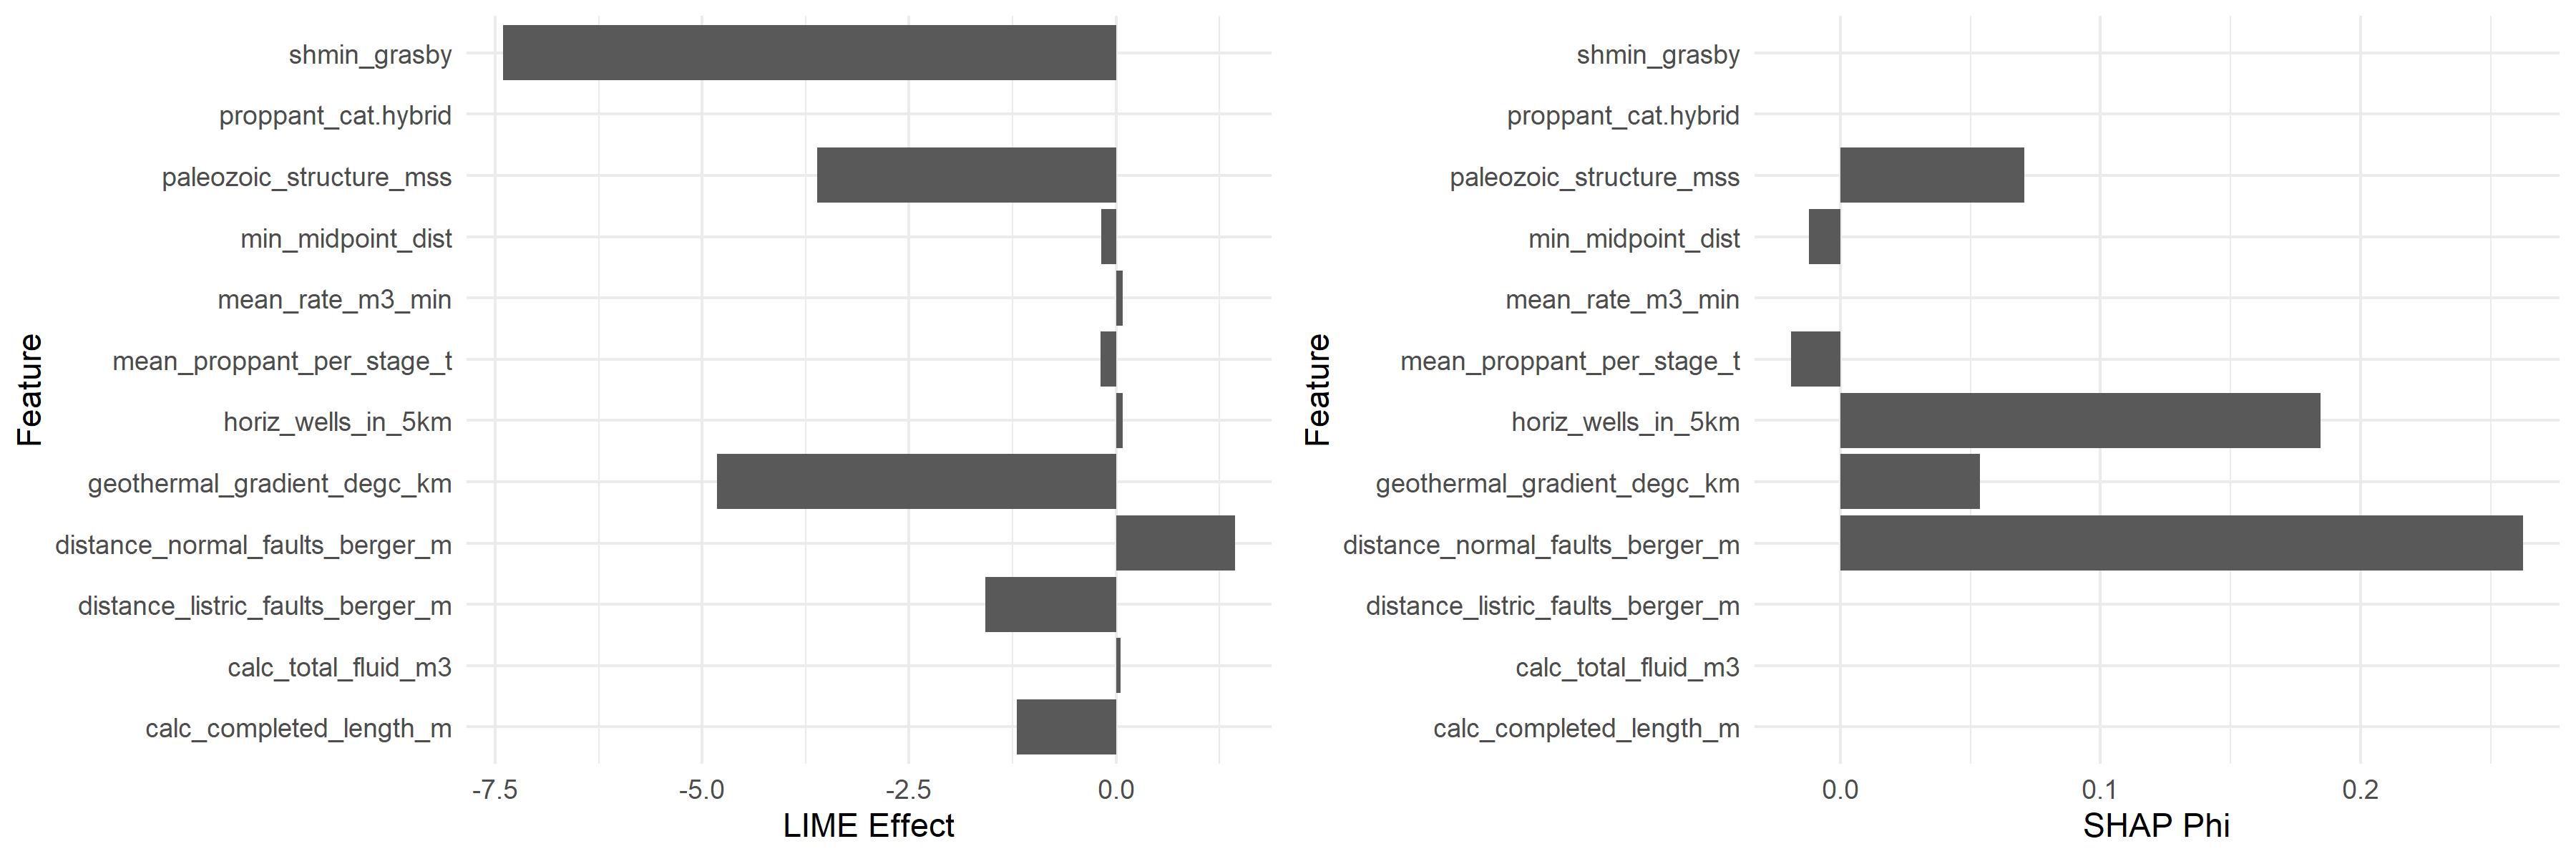 Feature
shmin_grasby
proppant_cat.hybrid
paleozoic_structure_mss
min_midpoint_dist
mean_rate_m3_min
mean_proppant_per_stage_t
horiz_wells_in_5km
geothermal_gradient_degc_km
distance_normal_faults_berger_m
distance_listric_faults_berger_m
calc_total_fluid_m3
calc_completed_length_m
-7.5 -5.0 -2.5 0.0
LIME Effect
Feature
shmin_grasby
proppant_cat.hybrid
paleozoic_structure_mss
min_midpoint_dist
mean_rate_m3_min
mean_proppant_per_stage_t
horiz_wells_in_5km
geothermal_gradient_degc_km
distance_normal_faults_berger_m
distance_listric_faults_berger_m
calc_total_fluid_m3
calc_completed_length_m
0.0 0.1 0.2
SHAP Phi